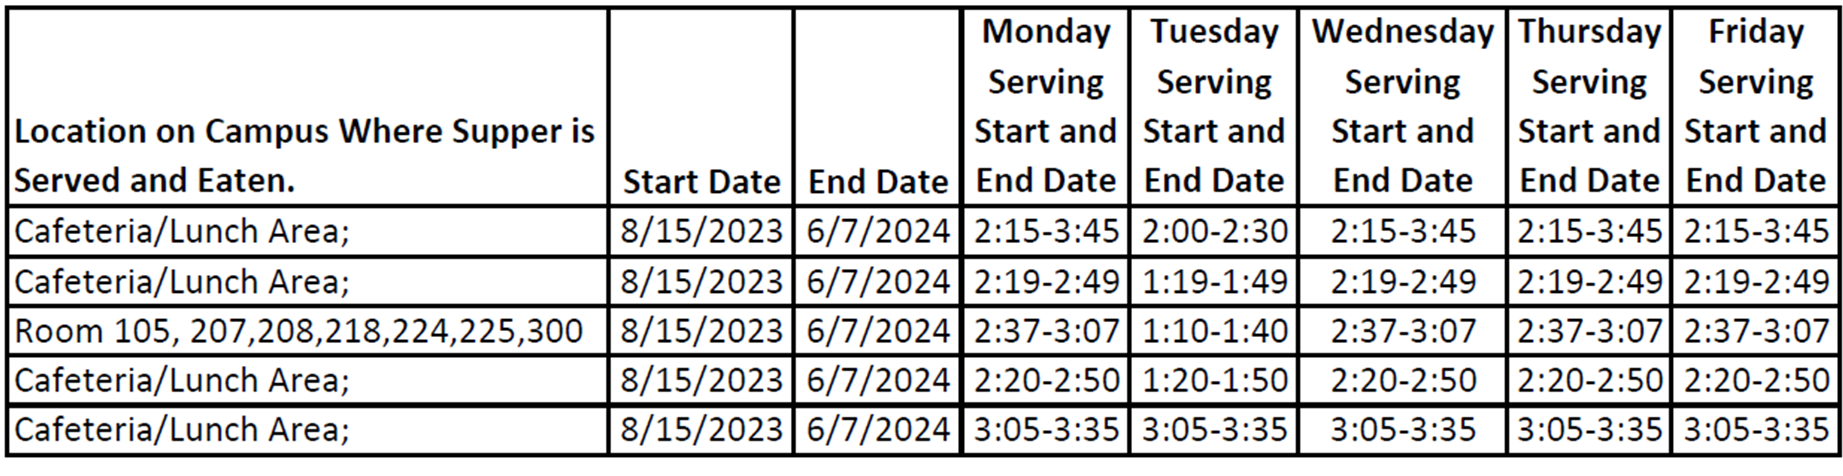 Monday Tuesday Wednesday Thursday Friday
Serving Serving Serving Serving Serving
Location on Campus Where Supper is Start and Start and Start and Start and Start and
Served and Eaten. Start Date End Date End Date End Date End Date End Date End Date
Cafeteria/Lunch Area; 8/15/2023 6/7/2024 2:15-3:45 2:00-2:30 2:15-3:45 2:15-3:45 2:15-3:45
Cafeteria/Lunch Area; 8/15/2023 6/7/2024 2:19-2:49 1:19-1:49 2:19-2:49 2:19-2:49 2:19-2:49
Room 105, 207,208,218,224,225,300 8/15/2023 6/7/2024 2:37-3:07 1:10-1:40 2:37-3:07 2:37-3:07 2:37-3:07
Cafeteria/Lunch Area; 8/15/2023 6/7/2024 2:20-2:50 1:20-1:50 2:20-2:50 2:20-2:50 2:20-2:50
Cafeteria/Lunch Area; 8/15/2023 6/7/2024 3:05-3:35 3:05-3:35 3:05-3:35 3:05-3:35 3:05-3:35